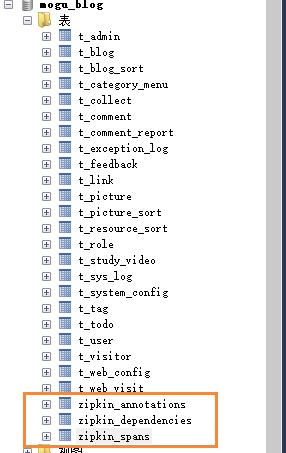 mogu_blog
表
t_admin
t_blog
t_blog_sort
t_category_menu
t_collect
t_comment
t_comment_report
t_exception_log
t_feedback
t_link
t_picture
t_picture_sort
t_resource_sort
t_role
t_study_video
t_sys_log
t_system_config
t_tag
t_todo
t_user
t_visitor
t_web_config
t_web_visit
zipkin_annotations
zipkin_dependencies
zipkin_spans